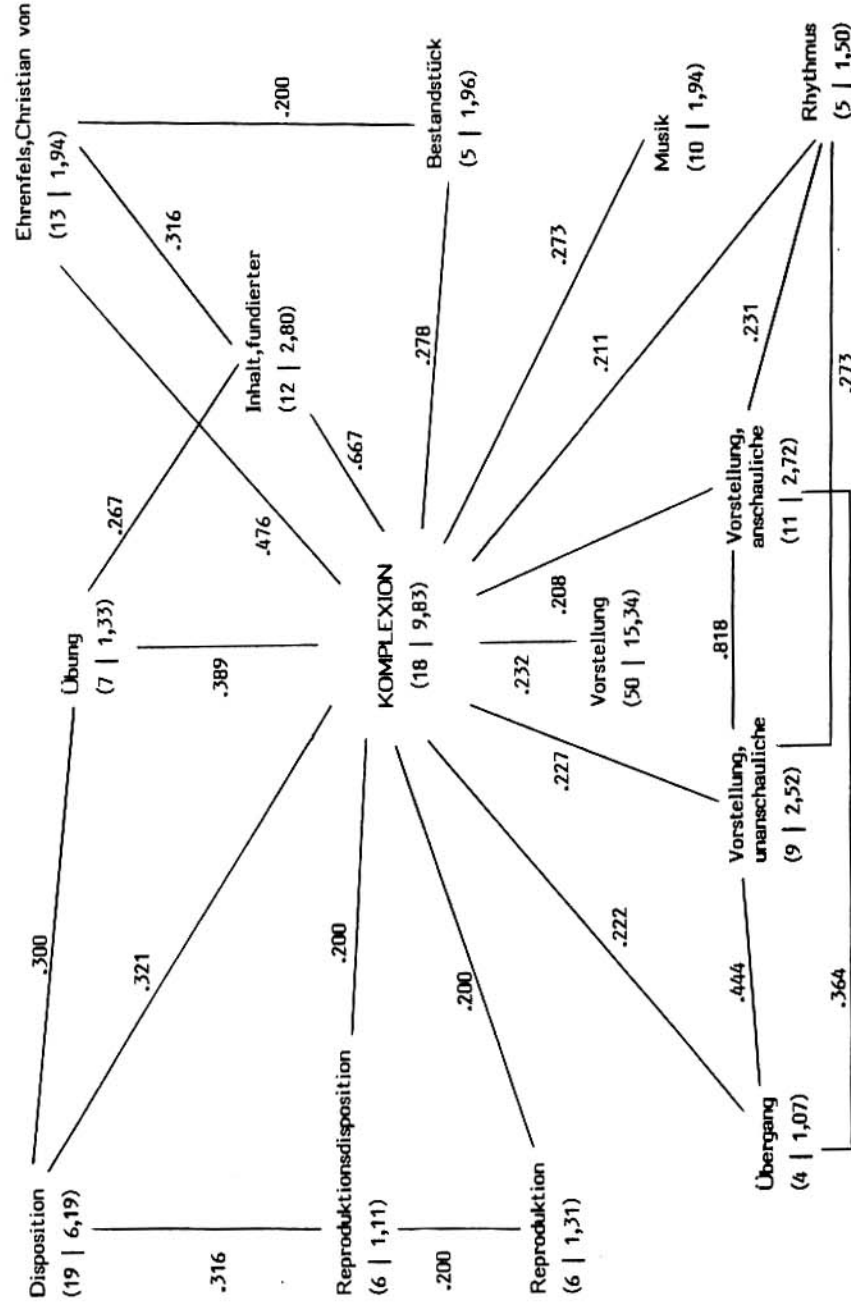 Ehrenfels,Christian von
(13 | 1,94)
Übung
(7 | 1,33)
Disposition
(19 | 6,19)
.300
.267
.316
.200
Inhalt,fundierter
(12 | 2,80)
.476
.389
.321
.316
.667
Bestandstück
(5 | 1,96)
KOMPLEXION
(18 | 9,83)
.278
Reproduktionsdisposition
(6 | 1,11)
.200
.200
.200
Reproduktion
(6 | 1,31)
.273
Musik
(10 | 1,94)
.232
.208
.211
Vorstellung
(50 | 15,34)
.227
.222
.231
Rhythmus
(5 | 1,50)
Übergang
(4 | 1,07)
.444
Vorstellung,
unanschauliche
(9 | 2,52)
.818
Vorstellung,
anschauliche
(11 | 2,72)
.273
.364